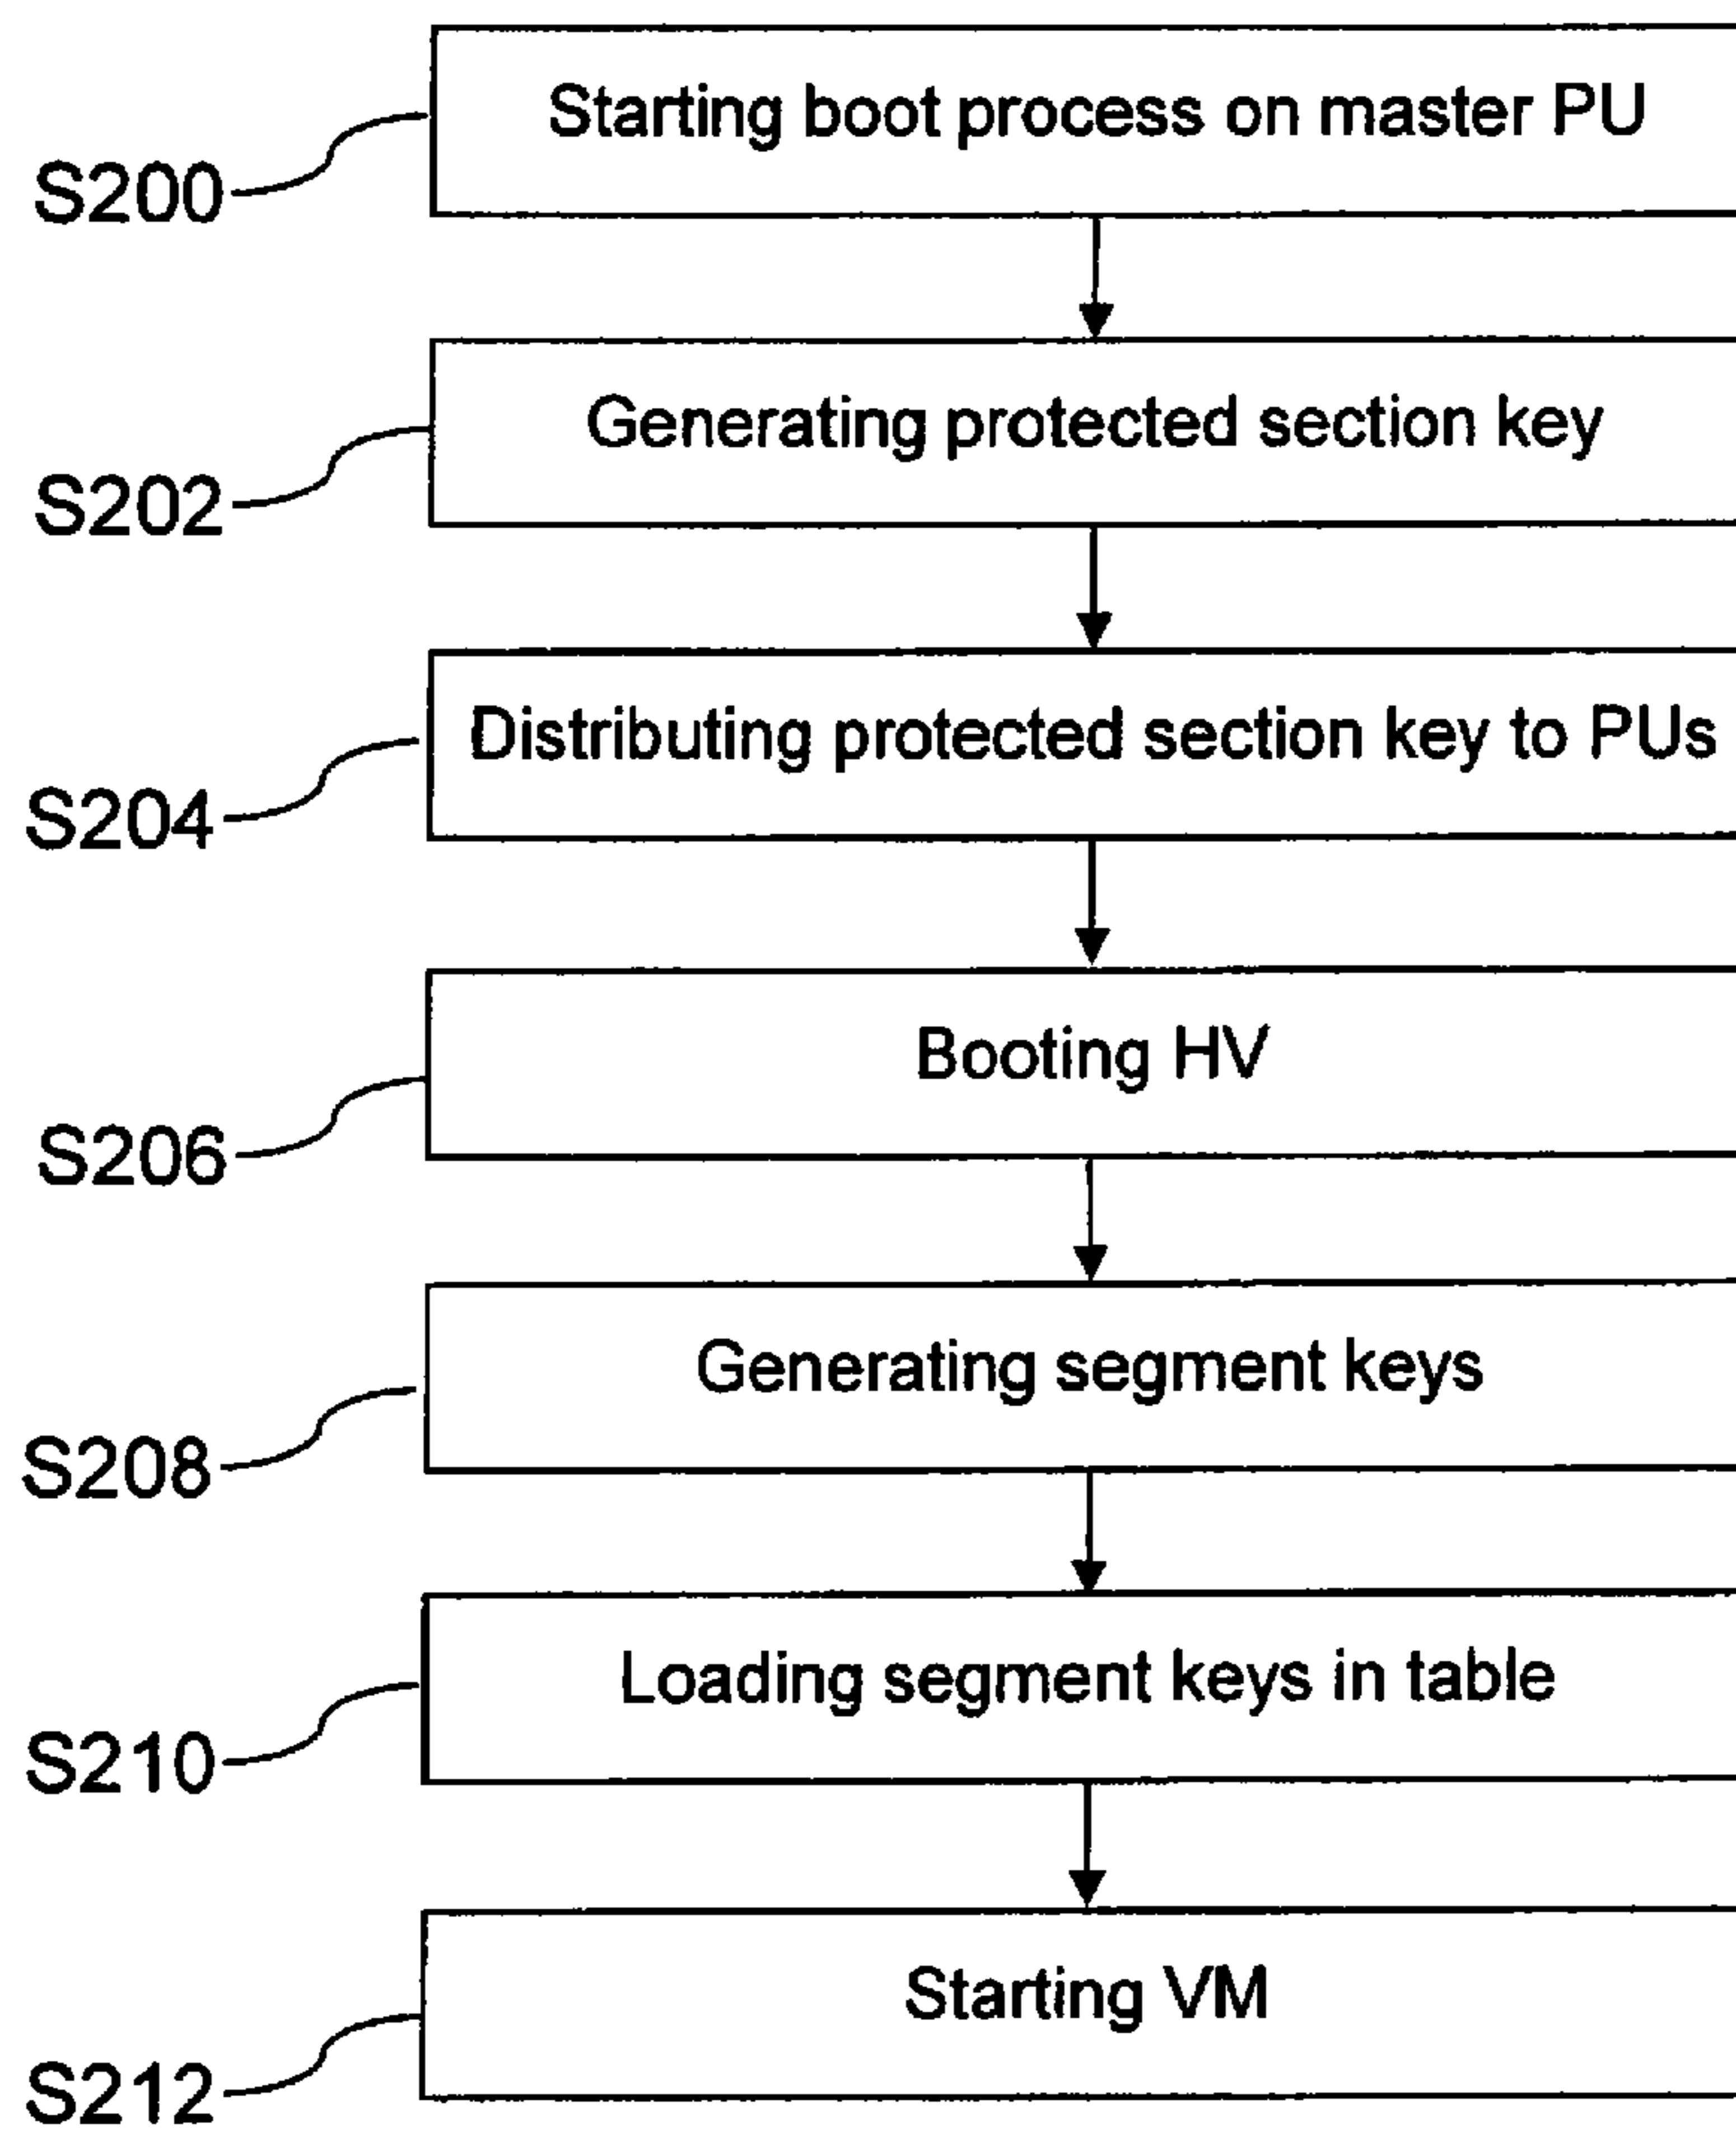 Starting boot process on master PU
S200
Generating protected section key
S202
Distributing protected section key to PUs
S204
Booting HV
S206
Generating segment keys
S208
Loading segment keys in table
S210
Starting VM
S212